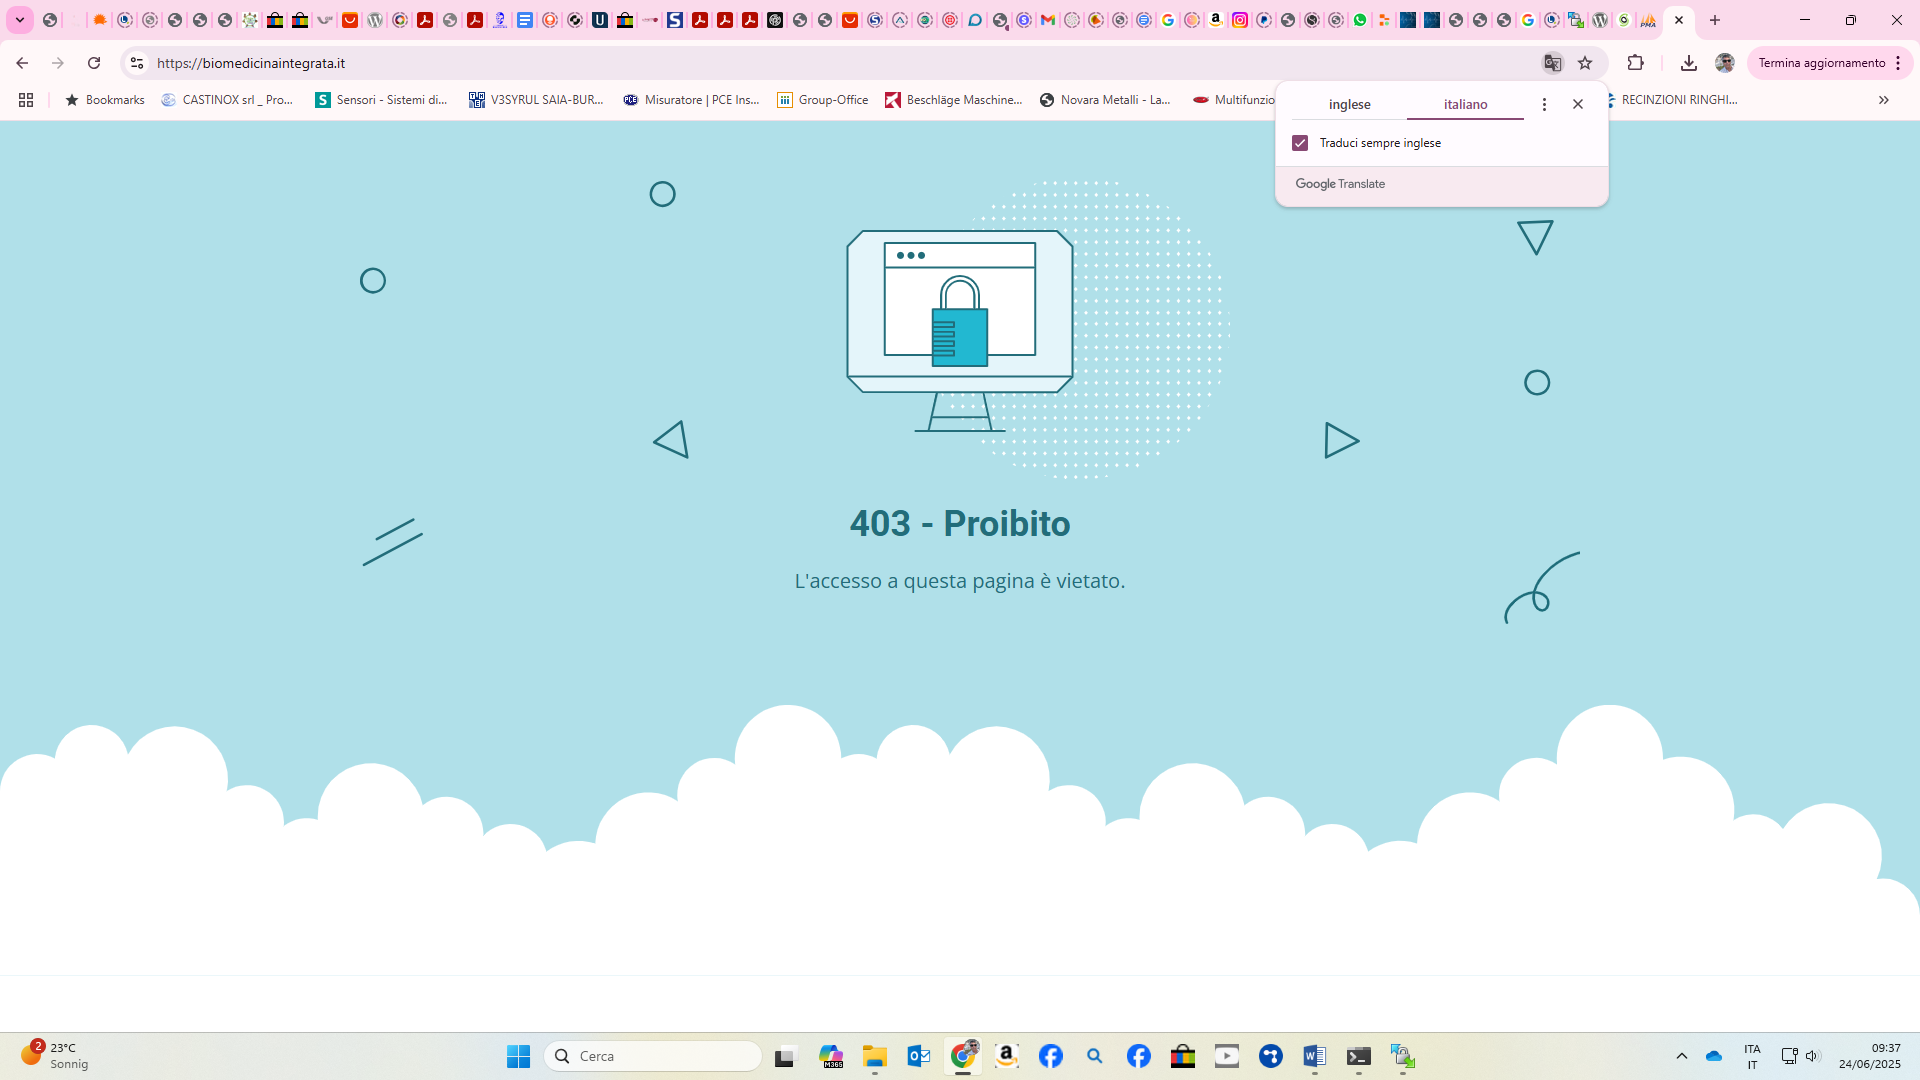 https://biomedicinaintegrata.it
Termina aggiornamento
Bookmarks
CASTINOX srl _ Pro...
Sensori - Sistemi di...
V3SYRUL SAIA-BUR...
Misuratore | PCE Ins...
Group-Office
Beschläge Maschine...
Novara Metalli - La...
Multifunzio
RECINZIONI RINGHI...
inglese
italiano
Traduci sempre inglese
Google Translate
403 - Proibito
L'accesso a questa pagina è vietato.
2
23°C
Sonnig
Cerca
M365
ITA
IT
09:37
24/06/2025